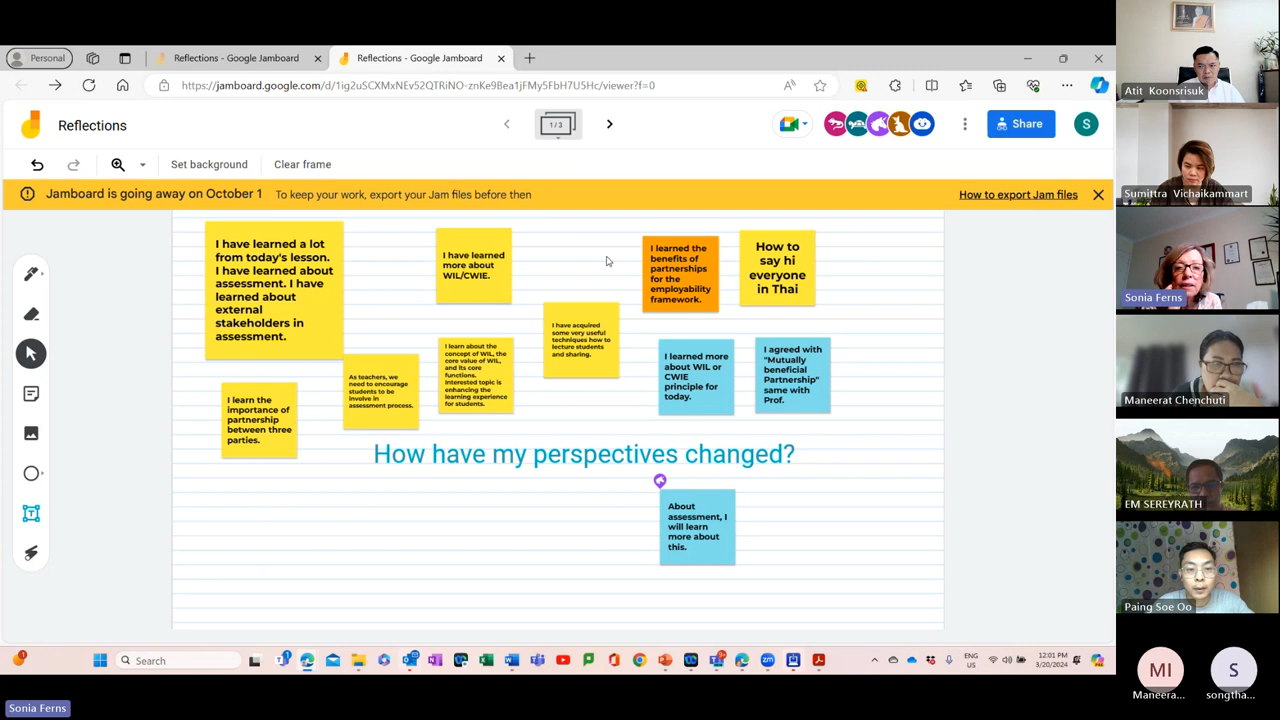 Personal
Reflections - Google Jamboard
Reflections - Google Jamboard
https://jamboard.google.com/d/1ig2uSCXMxNEv52QTRiNO-znKe9Bea1jFMy5FbH7U5Hc/viewer?f=0
Reflections
1/3
Share
S
Set background
Clear frame
Jamboard is going away on October 1
To keep your work, export your Jam files before then
How to export Jam files
I have learned a lot
from today's lesson.
I have learned about
assessment. I have
learned about
external
stakeholders in
assessment.
I have learned
more about
WIL/CWIE.
I learned the
benefits of
partnerships
for the
employability
framework.
How to
say hi
everyone
in Thai
I have acquired
some very useful
techniques how to
lecture students
and sharing.
I learn about the
concept of WIL, the
core value of WIL,
and its core
functions.
Interested topic is
enhancing the
learning experience
for students.
As teachers, we
need to encourage
students to be
involve in
assessment process.
I learn the
importance of
partnership
between three
parties.
I learned more
about WIL or
CWIE
principle for
today.
I agreed with
"Mutually
beneficial
Partnership"
same with
Prof.
How have my perspectives changed?
About
assessment, I
will learn
more about
this.
Search
ENG
US
12:01 PM
3/20/2024
Sonia Ferns
Atit Koonsrisuk
Sumittra Vichaikammart
Sonia Ferns
Maneerat Chenchuti
EM SEREYRATH
Paing Soe Oo
MI
Maneera...
S
songtha...